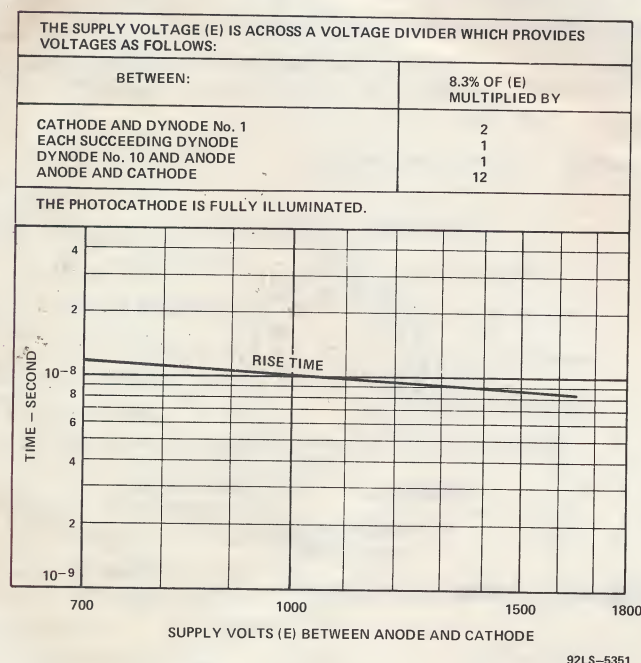 THE SUPPLY VOLTAGE (E) IS ACROSS A VOLTAGE DIVIDER WHICH PROVIDES
VOLTAGES AS FOLLOWS:
BETWEEN:
8.3% OF (E)
MULTIPLIED BY
CATHODE AND DYNODE No. 1 2
EACH SUCCEEDING DYNODE 1
DYNODE No. 10 AND ANODE 1
ANODE AND CATHODE 12
THE PHOTOCATHODE IS FULLY ILLUMINATED.
4
2
RISE TIME
10⁻⁸
8
6
4
2
10⁻⁹
TIME – SECOND
700 1000 1500 1800
SUPPLY VOLTS (E) BETWEEN ANODE AND CATHODE
92LS–5351